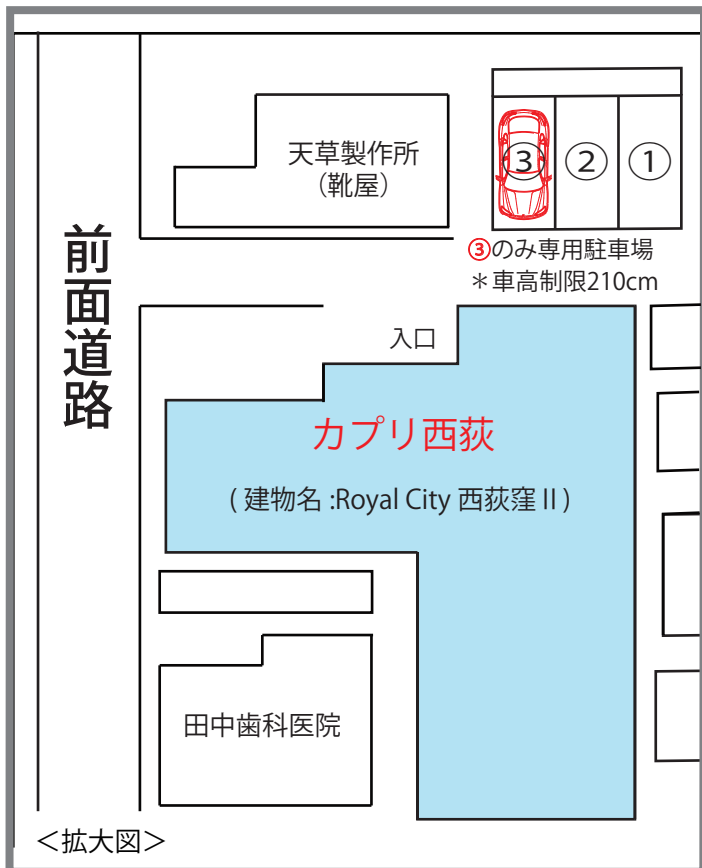 天草製作所
（靴屋）
③
②
①
③のみ専用駐車場
＊車高制限210cm
前面道路
入口
カプリ西荻
( 建物名 :Royal City 西荻窪Ⅱ )
田中歯科医院
＜拡大図＞